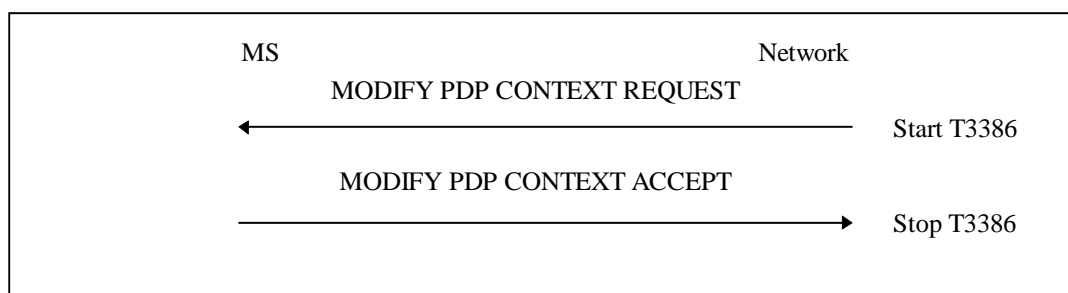 MS Network
MODIFY PDP CONTEXT REQUEST
Start T3386
MODIFY PDP CONTEXT ACCEPT
Stop T3386